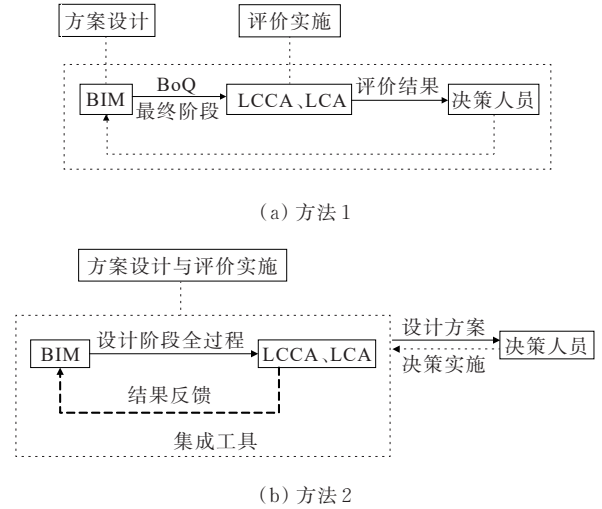 方案设计
评价实施
BIM
BoQ
最终阶段
LCCA、LCA
评价结果
决策人员
(a) 方法1
方案设计与评价实施
BIM
设计阶段全过程
LCCA、LCA
结果反馈
集成工具
设计方案
决策实施
决策人员
(b) 方法2